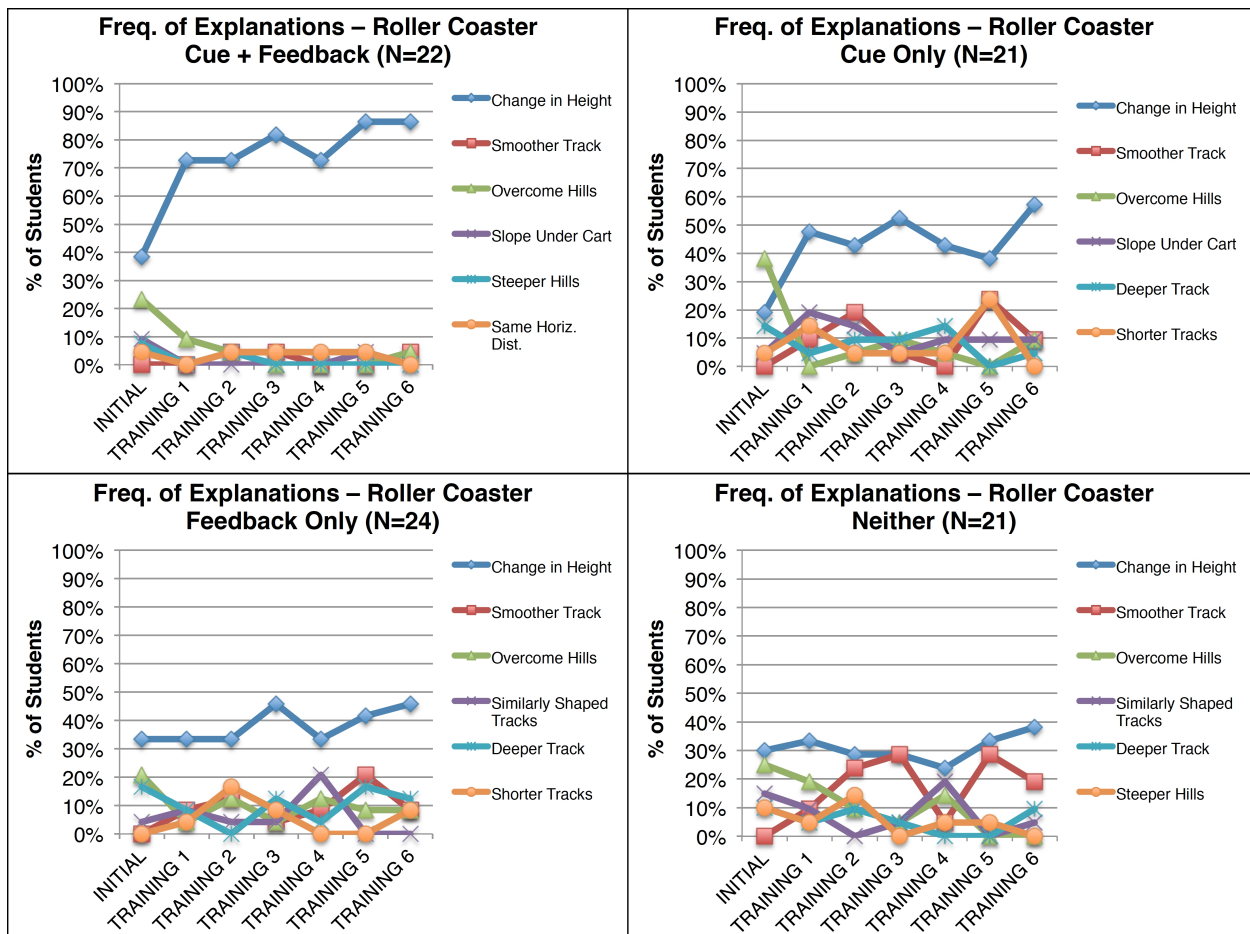 Freq. of Explanations – Roller Coaster
Cue + Feedback (N=22)
% of Students
100%
90%
80%
70%
60%
50%
40%
30%
20%
10%
0%
INITIAL
TRAINING 1
TRAINING 2
TRAINING 3
TRAINING 4
TRAINING 5
TRAINING 6
Change in Height
Smoother Track
Overcome Hills
Slope Under Cart
Steeper Hills
Same Horiz.
Dist.
Freq. of Explanations – Roller Coaster
Cue Only (N=21)
% of Students
100%
90%
80%
70%
60%
50%
40%
30%
20%
10%
0%
INITIAL
TRAINING 1
TRAINING 2
TRAINING 3
TRAINING 4
TRAINING 5
TRAINING 6
Change in Height
Smoother Track
Overcome Hills
Slope Under Cart
Deeper Track
Shorter Tracks
Freq. of Explanations – Roller Coaster
Feedback Only (N=24)
% of Students
100%
90%
80%
70%
60%
50%
40%
30%
20%
10%
0%
INITIAL
TRAINING 1
TRAINING 2
TRAINING 3
TRAINING 4
TRAINING 5
TRAINING 6
Change in Height
Smoother Track
Overcome Hills
Similarly Shaped
Tracks
Deeper Track
Shorter Tracks
Freq. of Explanations – Roller Coaster
Neither (N=21)
% of Students
100%
90%
80%
70%
60%
50%
40%
30%
20%
10%
0%
INITIAL
TRAINING 1
TRAINING 2
TRAINING 3
TRAINING 4
TRAINING 5
TRAINING 6
Change in Height
Smoother Track
Overcome Hills
Similarly Shaped
Tracks
Deeper Track
Steeper Hills